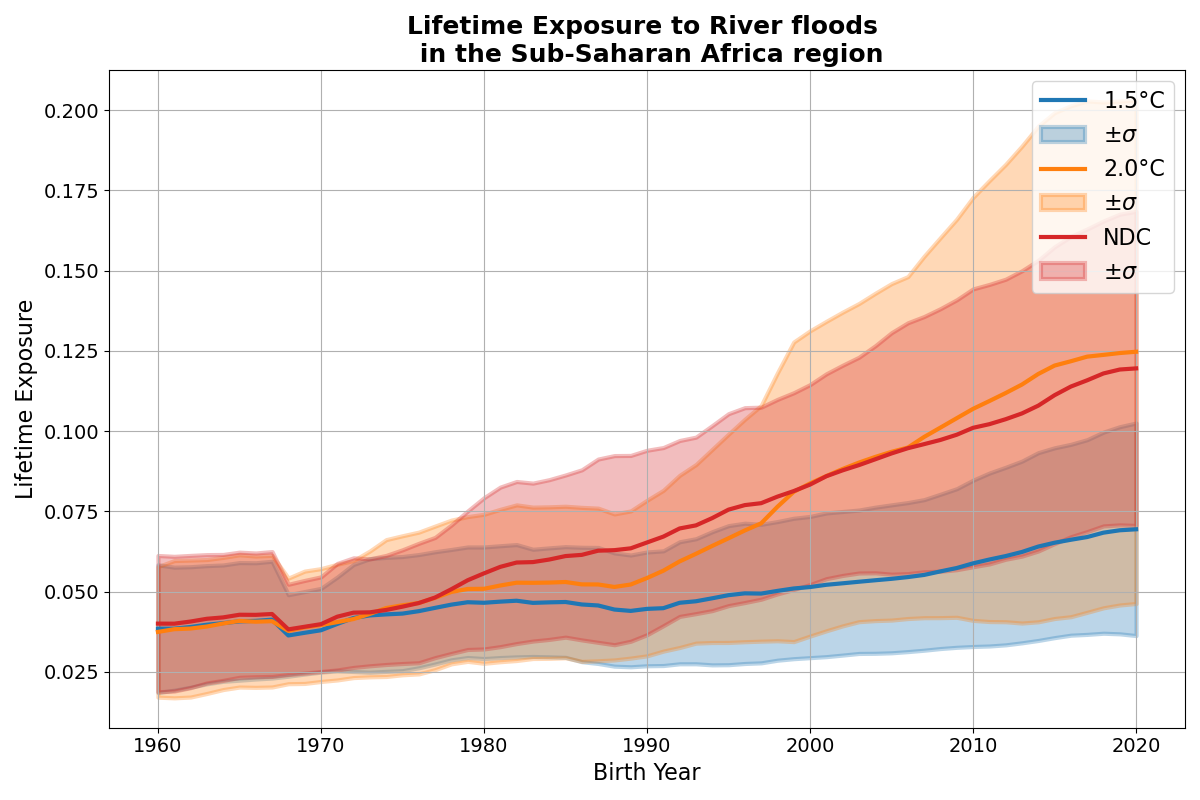 Lifetime Exposure to River floods
in the Sub-Saharan Africa region
1.5°C
±σ
2.0°C
±σ
NDC
±σ
0.200
0.175
0.150
0.125
0.100
0.075
0.050
0.025
Lifetime Exposure
1960 1970 1980 1990 2000 2010 2020
Birth Year